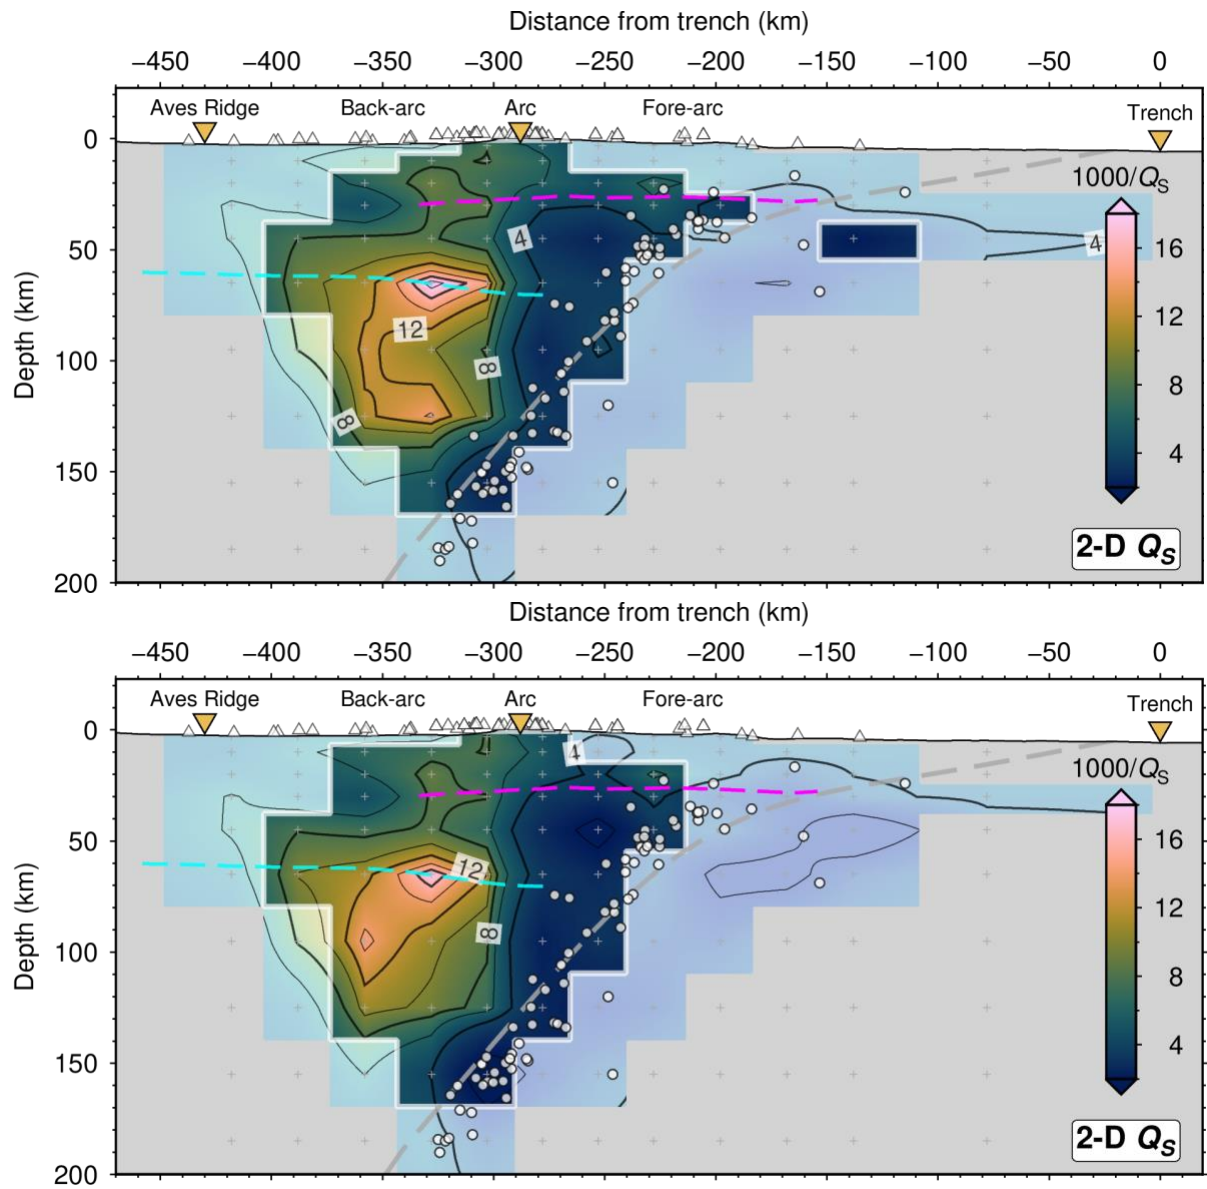 Distance from trench (km)
−450 −400 −350 −300 −250 −200 −150 −100 −50 0
Aves Ridge Back-arc Arc Fore-arc Trench
0
50
100
150
200
Depth (km)
1000/QS
16
12
8
4
4
4
12
8
8
2-D QS
Distance from trench (km)
−450 −400 −350 −300 −250 −200 −150 −100 −50 0
Aves Ridge Back-arc Arc Fore-arc Trench
0
50
100
150
200
Depth (km)
1000/QS
16
12
8
4
4
12
8
2-D QS